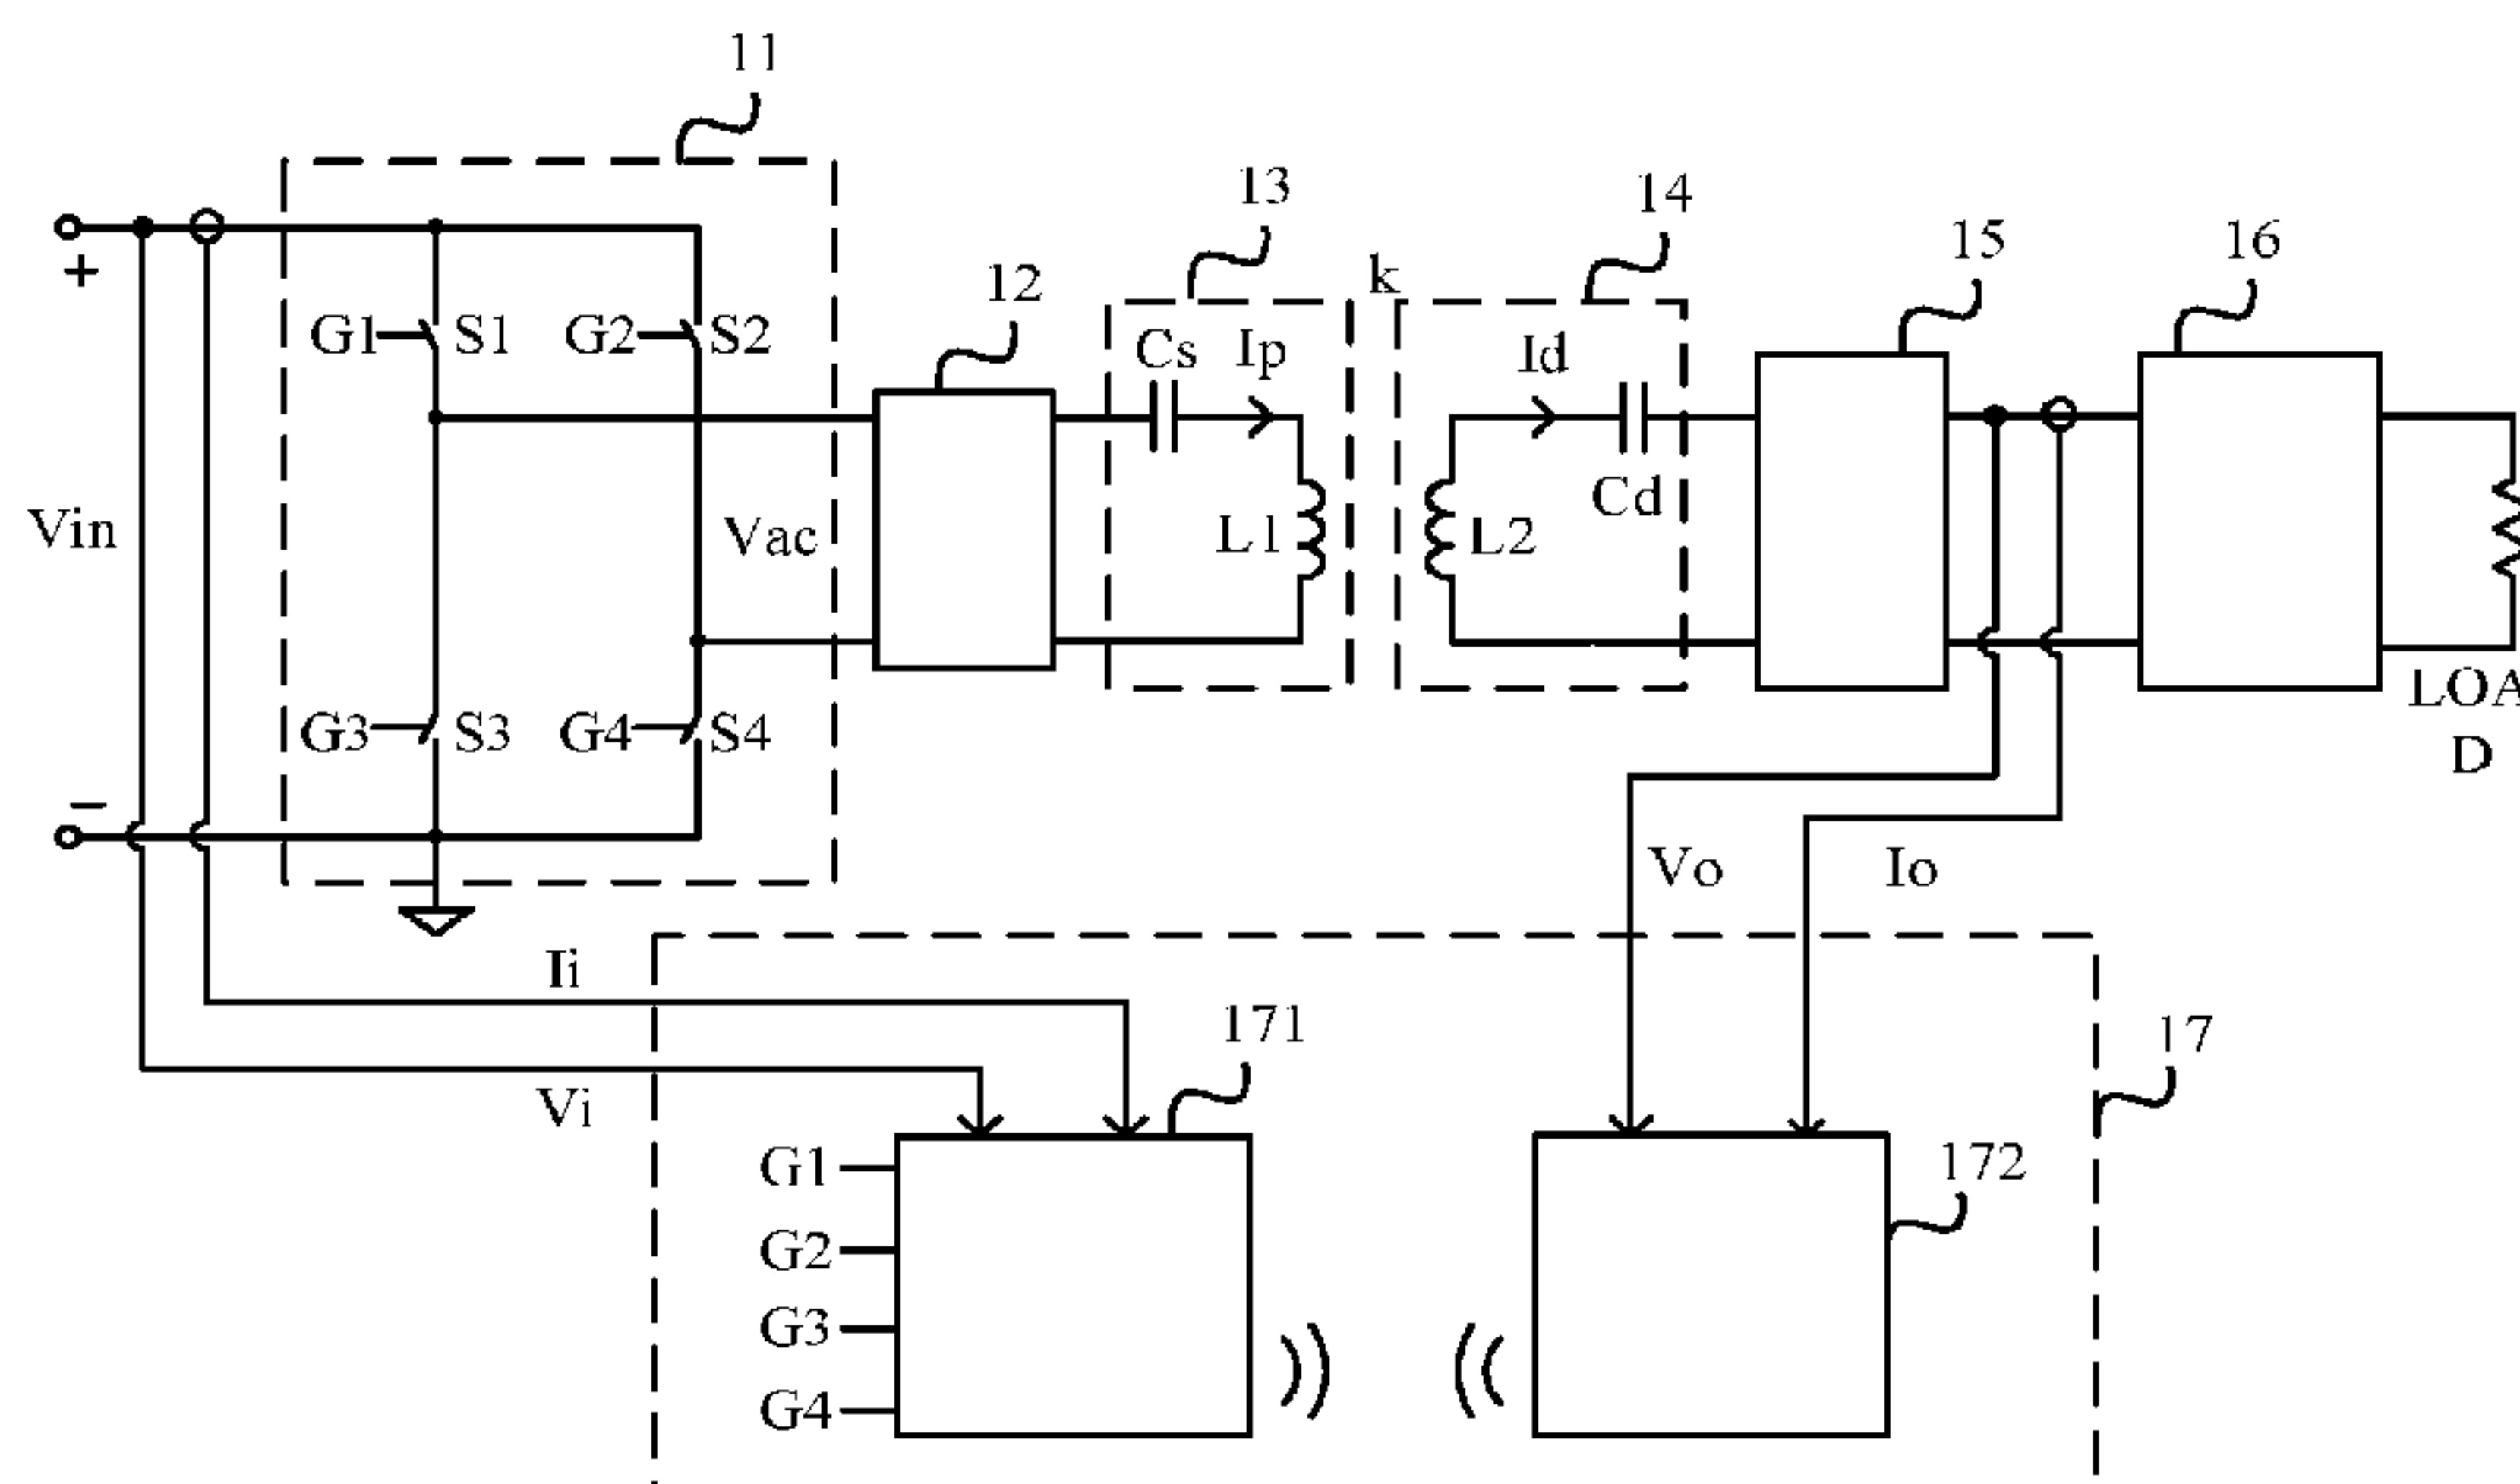 11
13
14
15
16
+
k
12
G1
S1
G2
S2
Cs
Ip
Id
Vin
Vac
L1
L2
Cd
G3
S3
G4
S4
LOA
D
−
Vo
Io
Ii
171
17
Vi
172
G1
G2
G3
G4